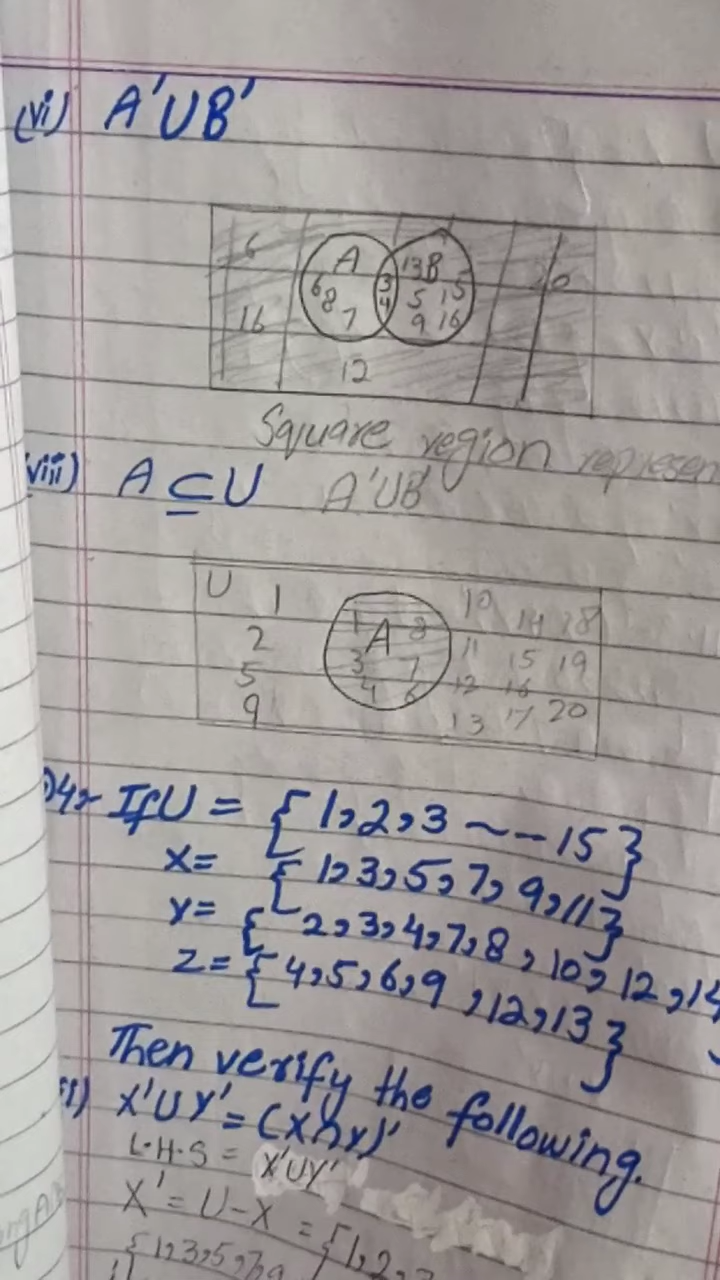 (vi) A'UB'
6 A 13 B
6 8 3 5 15
16 7 4 9 16
12
Square region represen
(viii) A ⊆ U A'UB'
U 1 1 A 8 10 14 18
2 3 7 11 15 19
5 4 6 12 16
9 13 17 20
If U = {1,2,3 ~-- 15}
X= {1,3,5,7,9,11}
Y= {2,3,4,7,8,10,12,14
Z= {4,5,6,9,12,13}
Then verify the following.
X'UY' = (X∩Y)'
L.H.S = X'UY'
X' = U-X = {1,2,3
{1,3,5,7,9